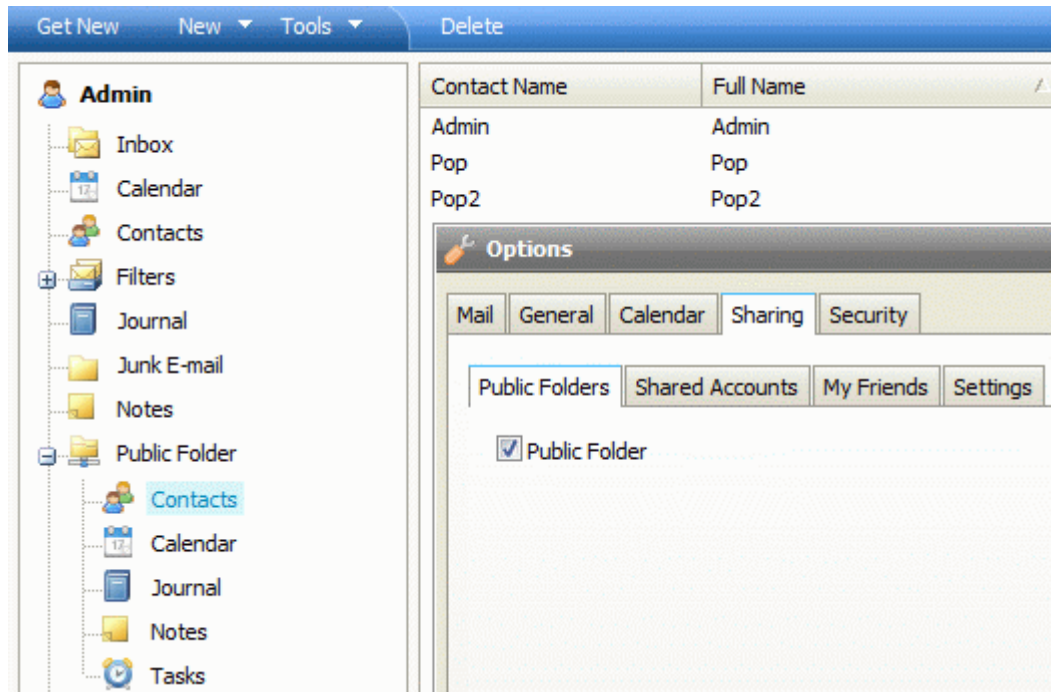 Get New New Tools Delete
Admin
Inbox
Calendar
Contacts
Filters
Journal
Junk E-mail
Notes
Public Folder
Contacts
Calendar
Journal
Notes
Tasks
Contact Name Full Name
Admin Admin
Pop Pop
Pop2 Pop2
Options
Mail General Calendar Sharing Security
Public Folders Shared Accounts My Friends Settings
Public Folder